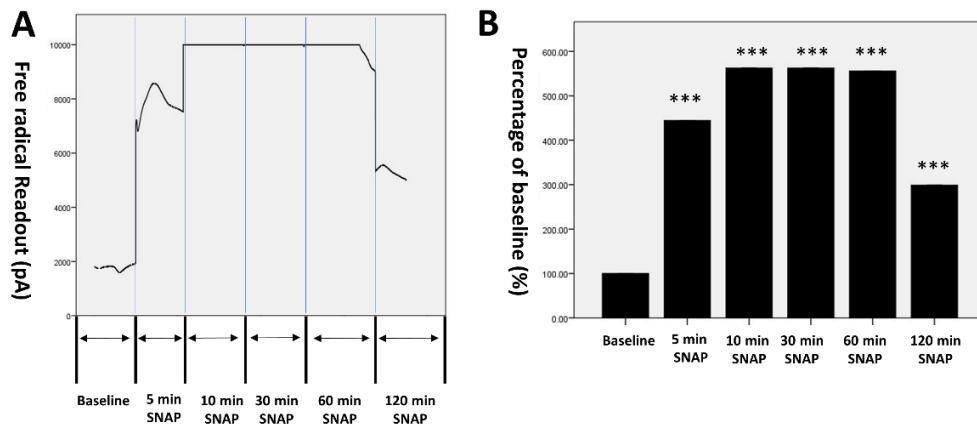 A
Free radical Readout (pA)
10000
8000
6000
4000
2000
0
Baseline
5 min
SNAP
10 min
SNAP
30 min
SNAP
60 min
SNAP
120 min
SNAP
B
Percentage of baseline (%)
600.00
500.00
400.00
300.00
200.00
100.00
.00
***
***
***
***
***
Baseline
5 min
SNAP
10 min
SNAP
30 min
SNAP
60 min
SNAP
120 min
SNAP